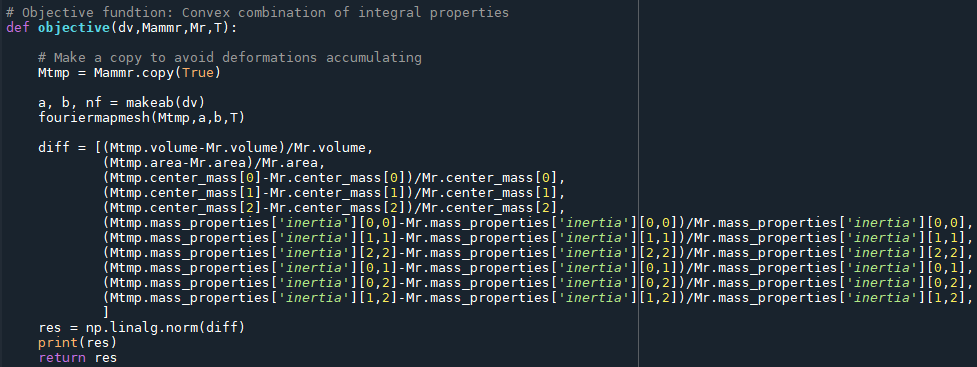 # Objective fundtion: Convex combination of integral properties
def objective(dv,Mammr,Mr,T):
# Make a copy to avoid deformations accumulating
Mtmp = Mammr.copy(True)
a, b, nf = makeab(dv)
fouriermapmesh(Mtmp,a,b,T)
diff = [(Mtmp.volume-Mr.volume)/Mr.volume,
(Mtmp.area-Mr.area)/Mr.area,
(Mtmp.center_mass[0]-Mr.center_mass[0])/Mr.center_mass[0],
(Mtmp.center_mass[1]-Mr.center_mass[1])/Mr.center_mass[1],
(Mtmp.center_mass[2]-Mr.center_mass[2])/Mr.center_mass[2],
(Mtmp.mass_properties['inertia'][0,0]-Mr.mass_properties['inertia'][0,0])/Mr.mass_properties['inertia'][0,0],
(Mtmp.mass_properties['inertia'][1,1]-Mr.mass_properties['inertia'][1,1])/Mr.mass_properties['inertia'][1,1],
(Mtmp.mass_properties['inertia'][2,2]-Mr.mass_properties['inertia'][2,2])/Mr.mass_properties['inertia'][2,2],
(Mtmp.mass_properties['inertia'][0,1]-Mr.mass_properties['inertia'][0,1])/Mr.mass_properties['inertia'][0,1],
(Mtmp.mass_properties['inertia'][0,2]-Mr.mass_properties['inertia'][0,2])/Mr.mass_properties['inertia'][0,2],
(Mtmp.mass_properties['inertia'][1,2]-Mr.mass_properties['inertia'][1,2])/Mr.mass_properties['inertia'][1,2],
]
res = np.linalg.norm(diff)
print(res)
return res